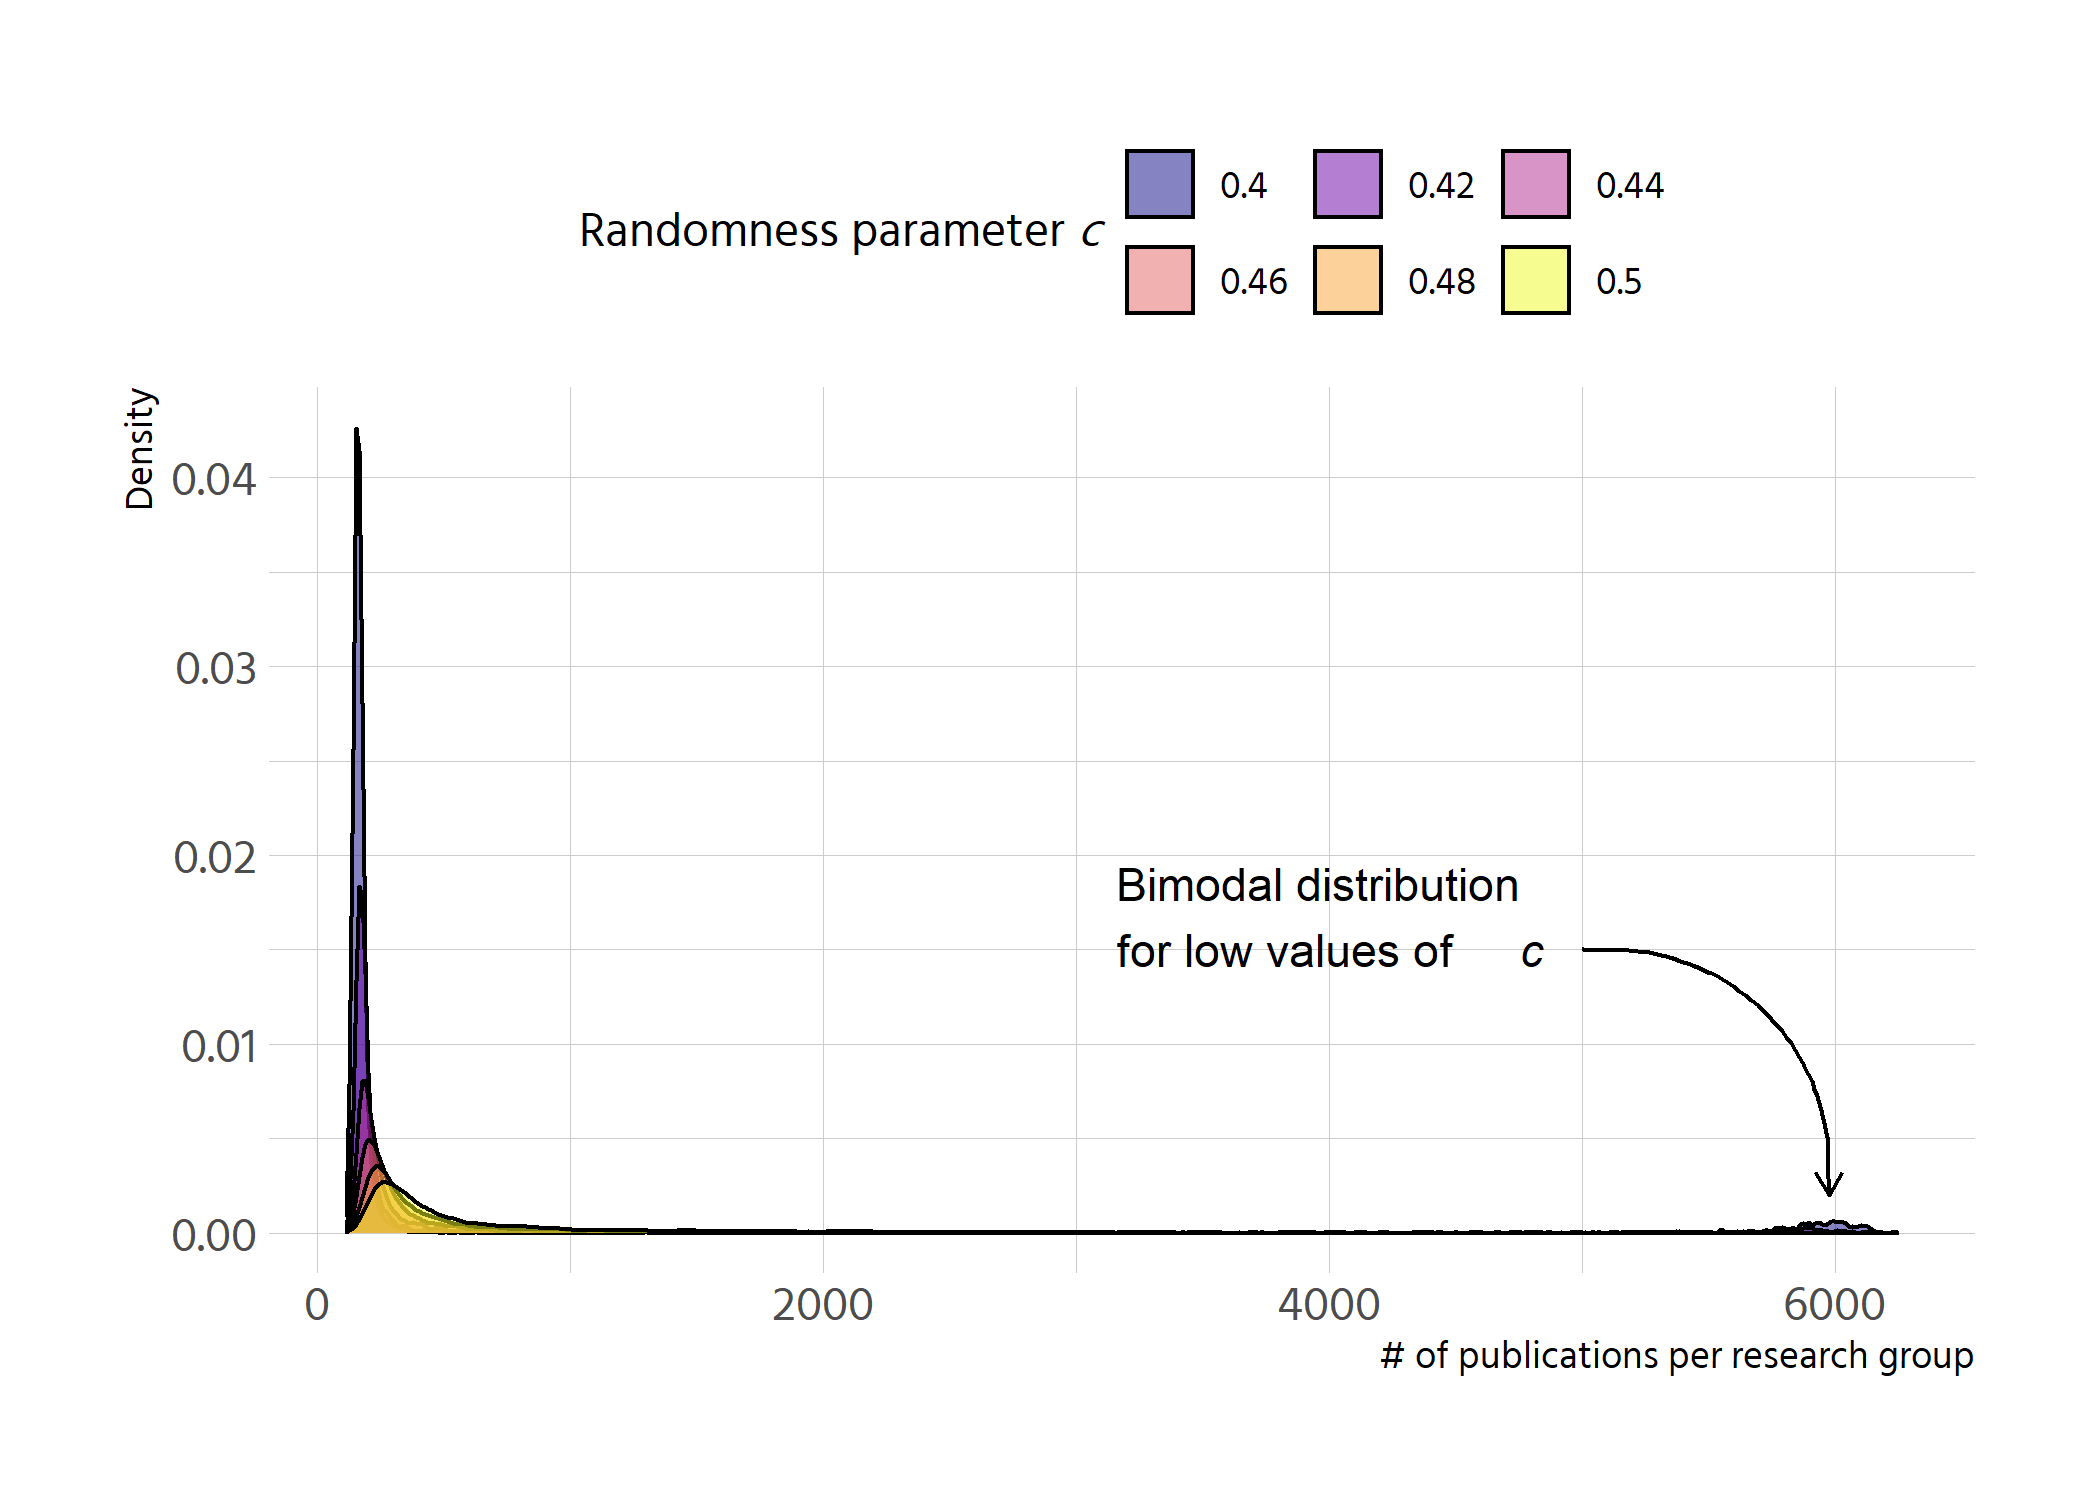 Randomness parameter c
0.4 0.42 0.44
0.46 0.48 0.5
Density
0.04
0.03
0.02
0.01
0.00
Bimodal distribution
for low values of c
0 2000 4000 6000
# of publications per research group